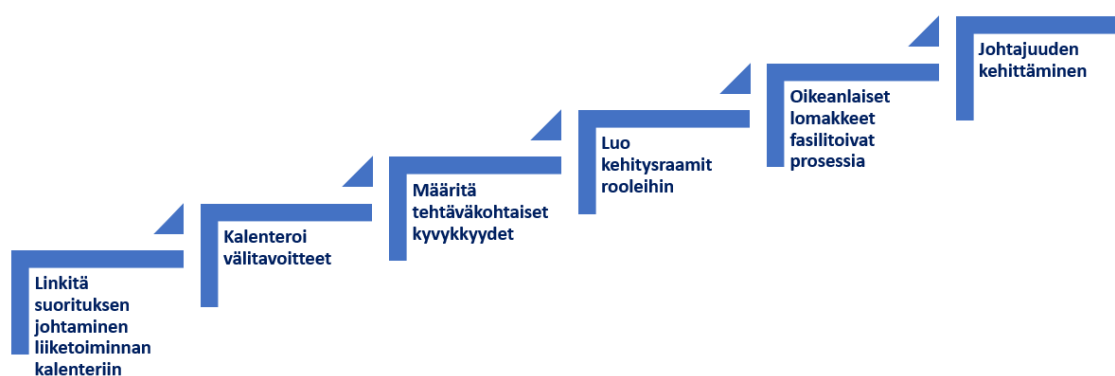 Linkitä
suorituksen
johtaminen
liiketoiminnan
kalenteriin
Kalenteroi
välitavoitteet
Määritä
tehtäväkohtaiset
kyvykkyydet
Luo
kehitysraamit
rooleihin
Oikeanlaiset
lomakkeet
fasilitoivat
prosessia
Johtajuuden
kehittäminen